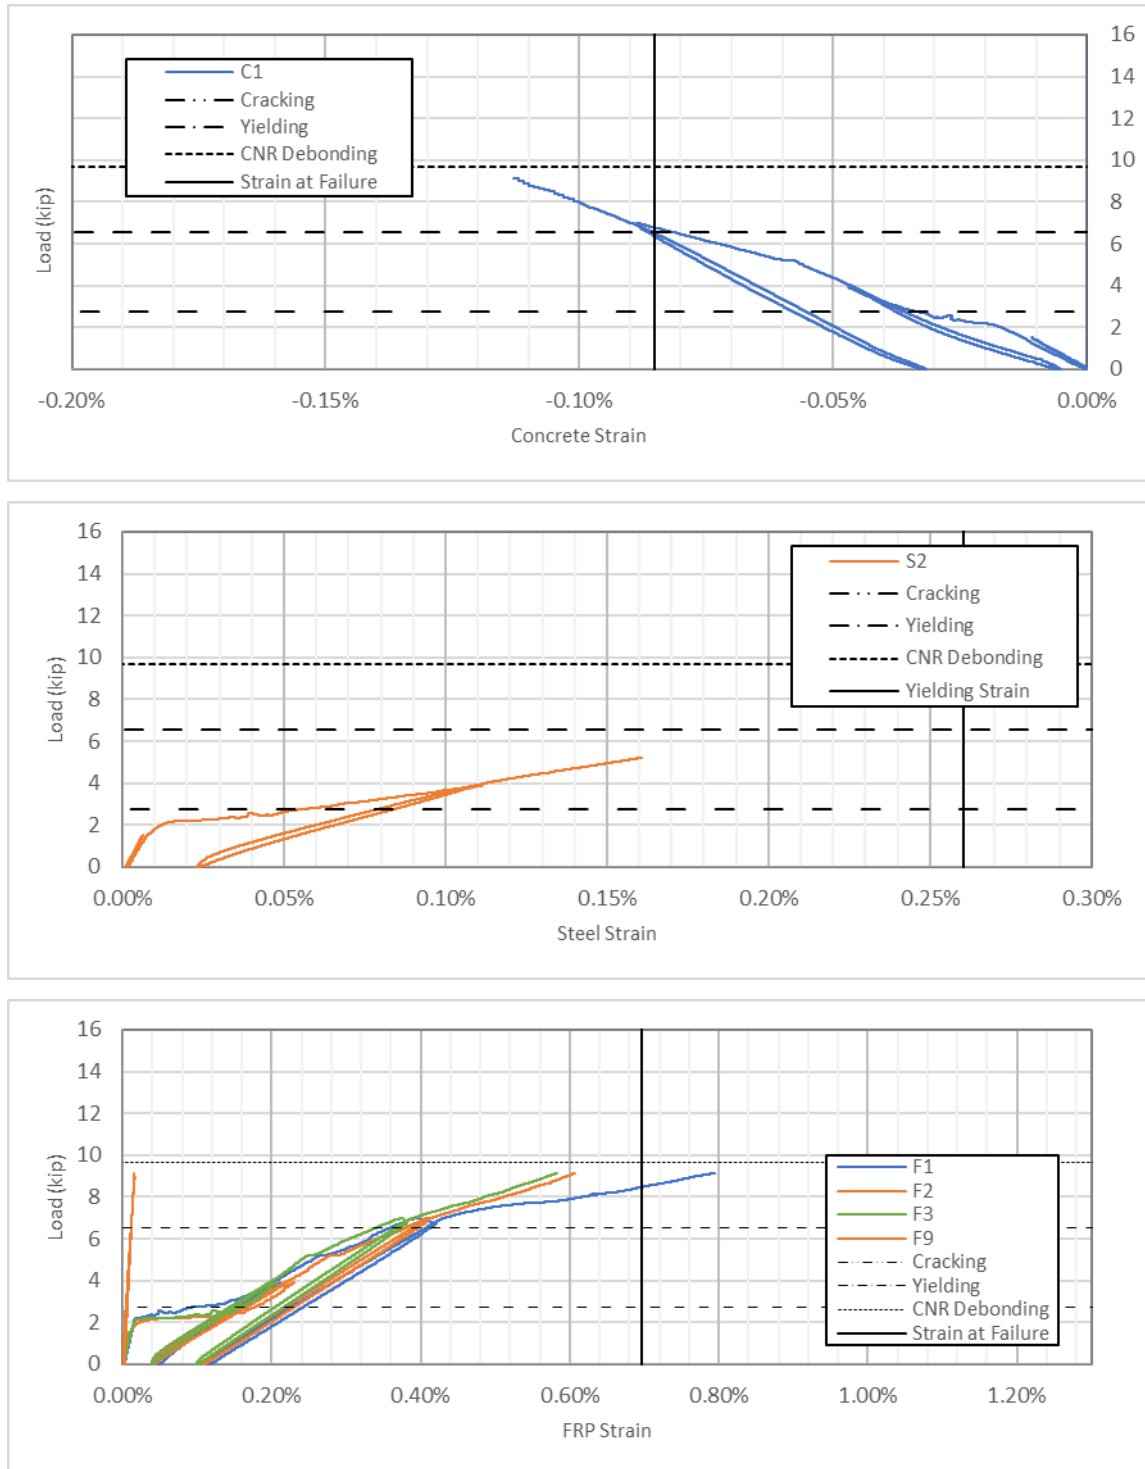 16
14
12
10
8
6
4
2
0
C1
Cracking
Yielding
CNR Debonding
Strain at Failure
Load (kip)
-0.20% -0.15% -0.10% -0.05% 0.00%
Concrete Strain
16
14
12
10
8
6
4
2
0
Load (kip)
S2
Cracking
Yielding
CNR Debonding
Yielding Strain
0.00% 0.05% 0.10% 0.15% 0.20% 0.25% 0.30%
Steel Strain
16
14
12
10
8
6
4
2
0
Load (kip)
F1
F2
F3
F9
Cracking
Yielding
CNR Debonding
Strain at Failure
0.00% 0.20% 0.40% 0.60% 0.80% 1.00% 1.20%
FRP Strain